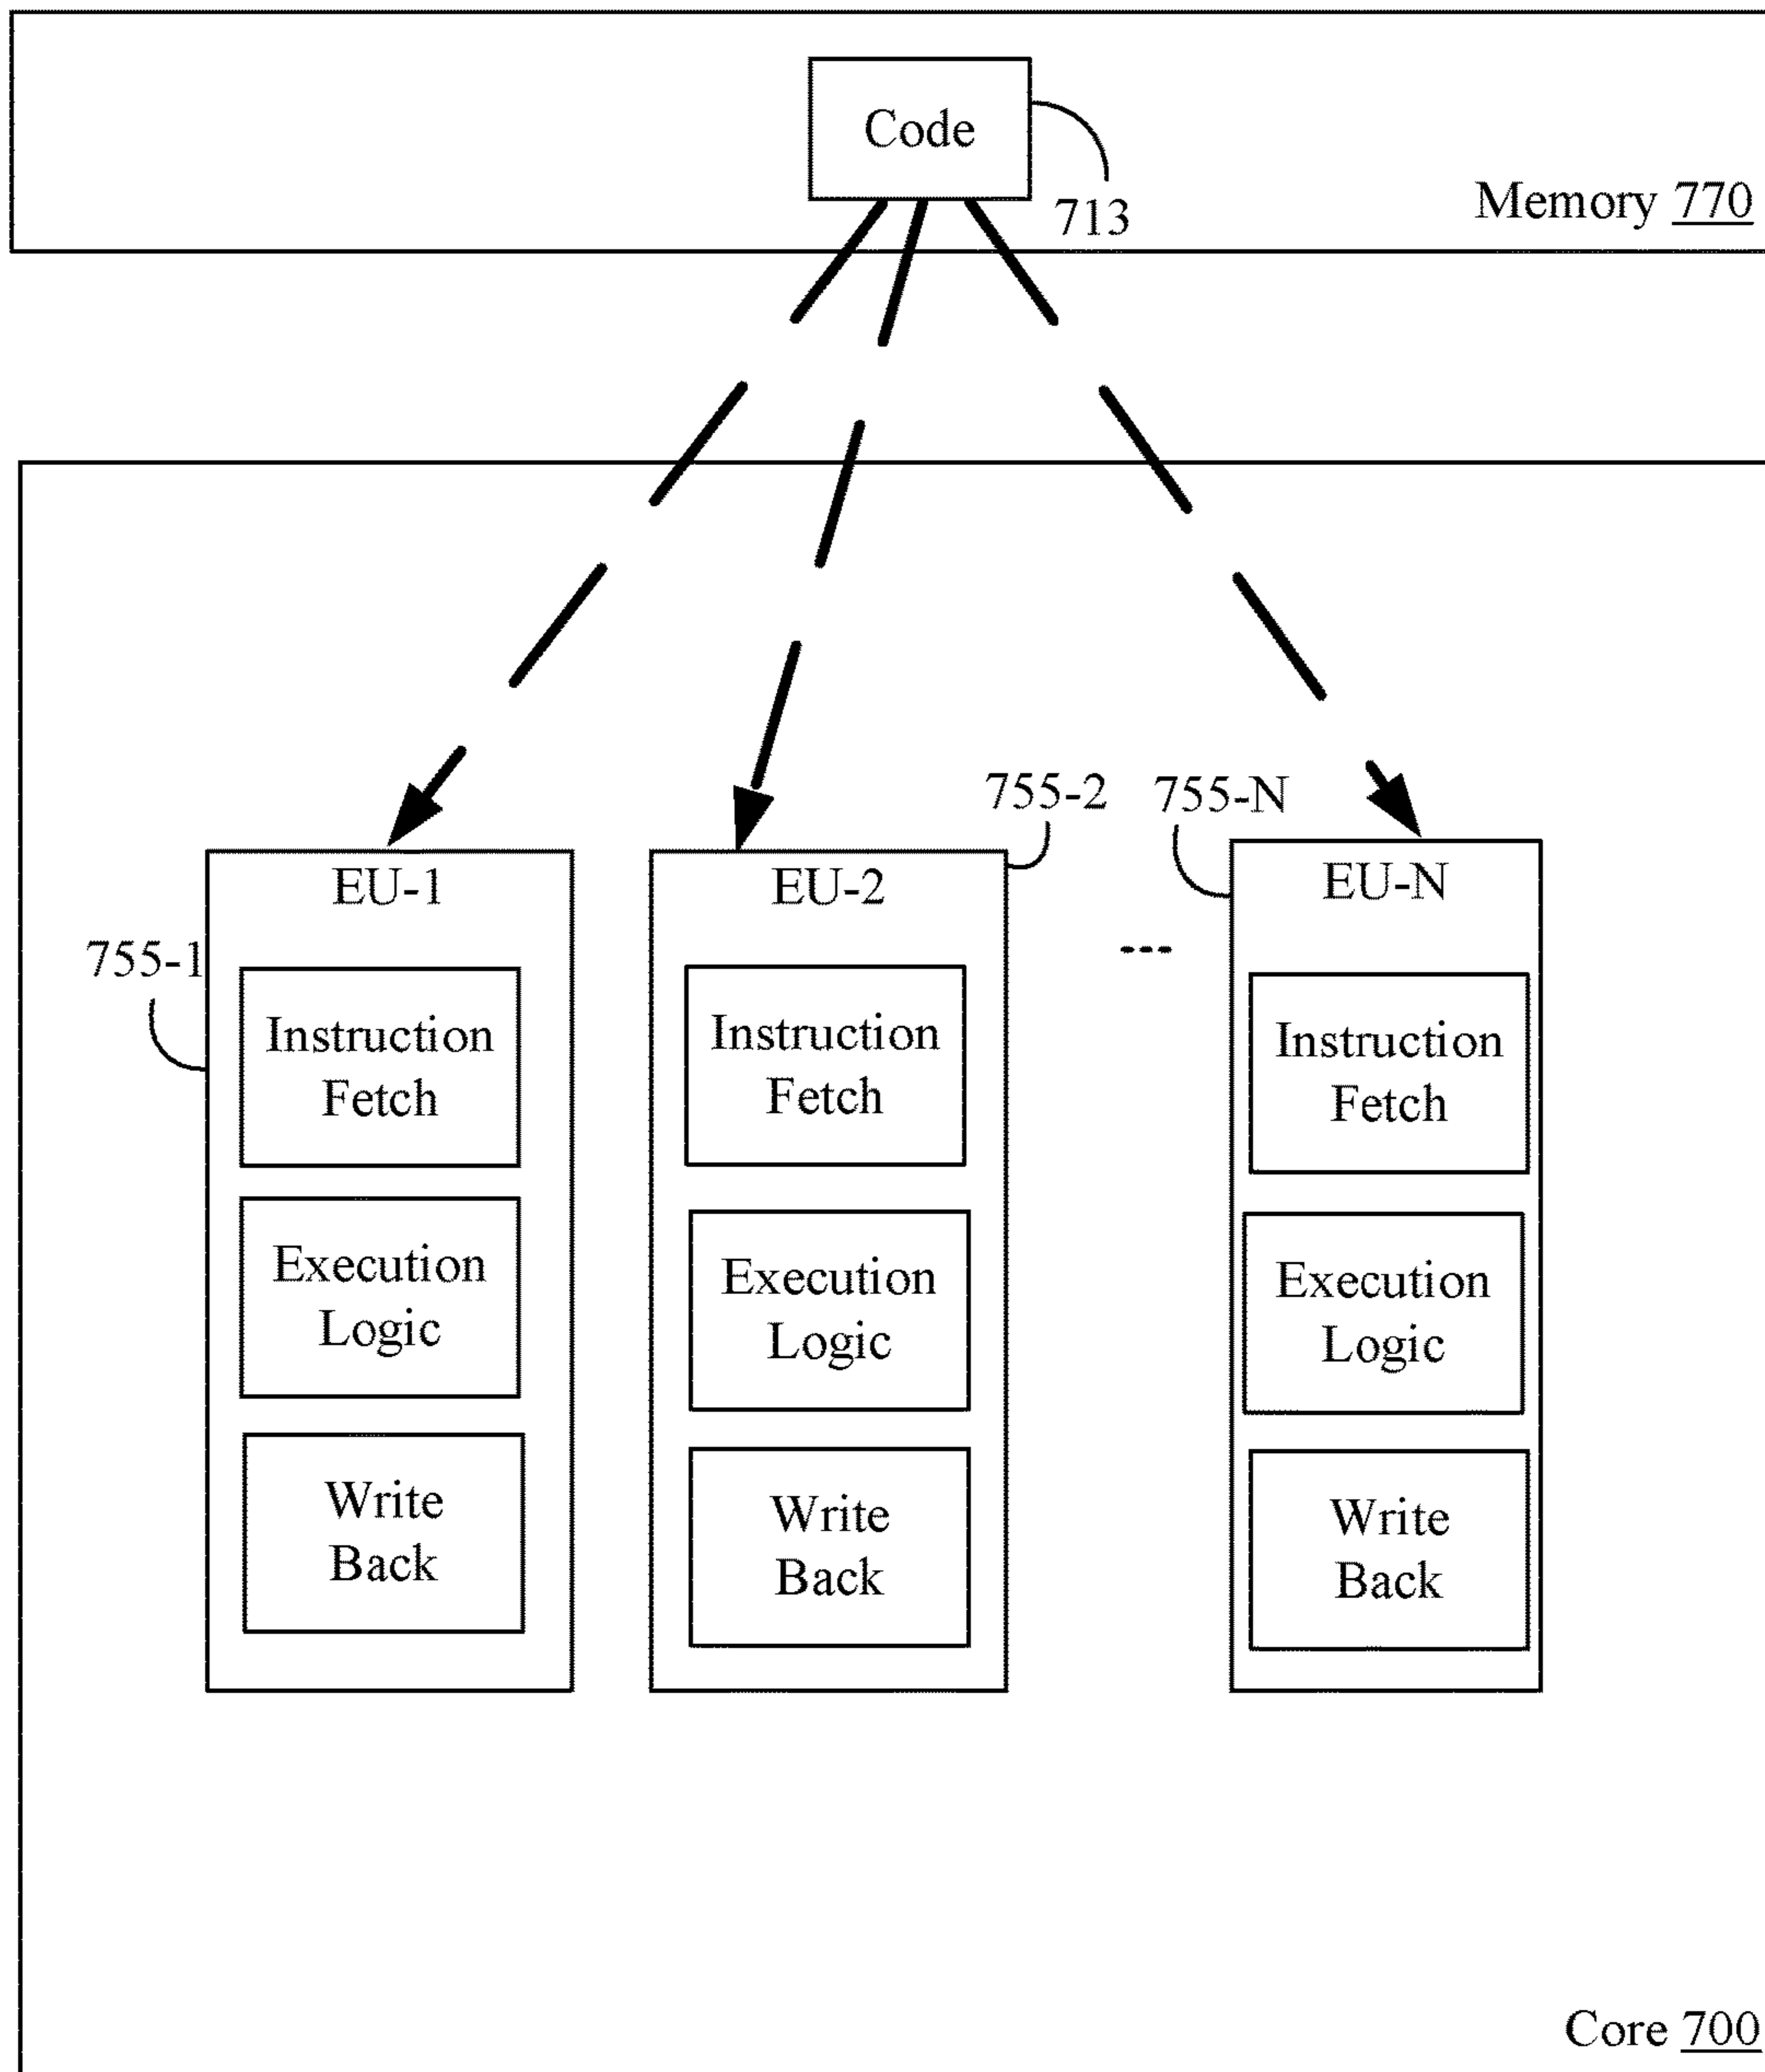 Code
713
Memory 770
755-2
755-N
EU-1
EU-2
EU-N
755-1
---
Instruction
Fetch
Instruction
Fetch
Instruction
Fetch
Execution
Logic
Execution
Logic
Execution
Logic
Write
Back
Write
Back
Write
Back
Core 700